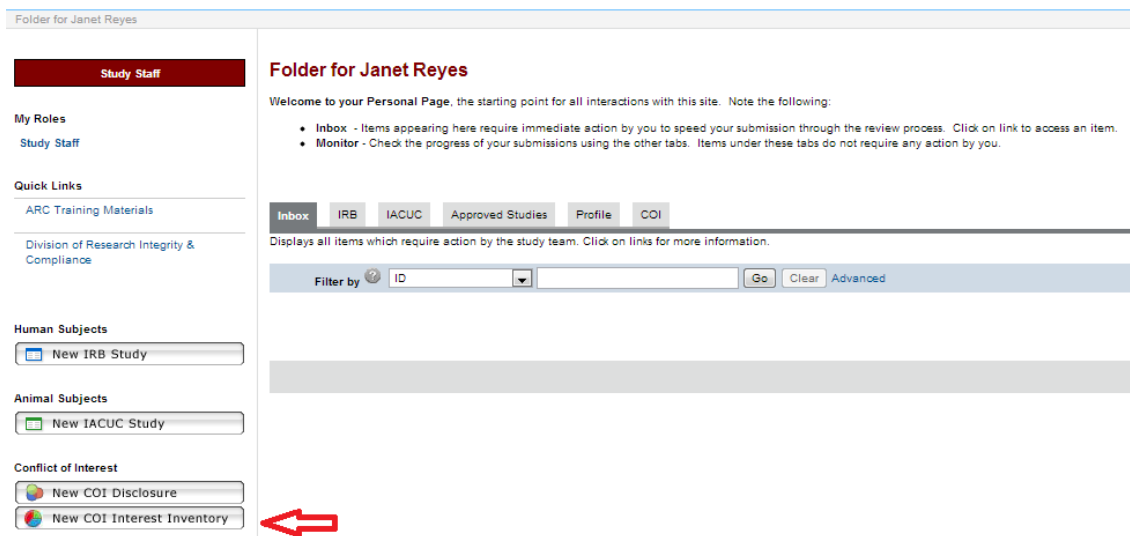 Folder for Janet Reyes
Study Staff
My Roles
Study Staff
Quick Links
ARC Training Materials
Division of Research Integrity &
Compliance
Human Subjects
New IRB Study
Animal Subjects
New IACUC Study
Conflict of Interest
New COI Disclosure
New COI Interest Inventory
Folder for Janet Reyes
Welcome to your Personal Page, the starting point for all interactions with this site. Note the following:
• Inbox - Items appearing here require immediate action by you to speed your submission through the review process. Click on link to access an item.
• Monitor - Check the progress of your submissions using the other tabs. Items under these tabs do not require any action by you.
Inbox IRB IACUC Approved Studies Profile COI
Displays all items which require action by the study team. Click on links for more information.
Filter by ? ID Go Clear Advanced